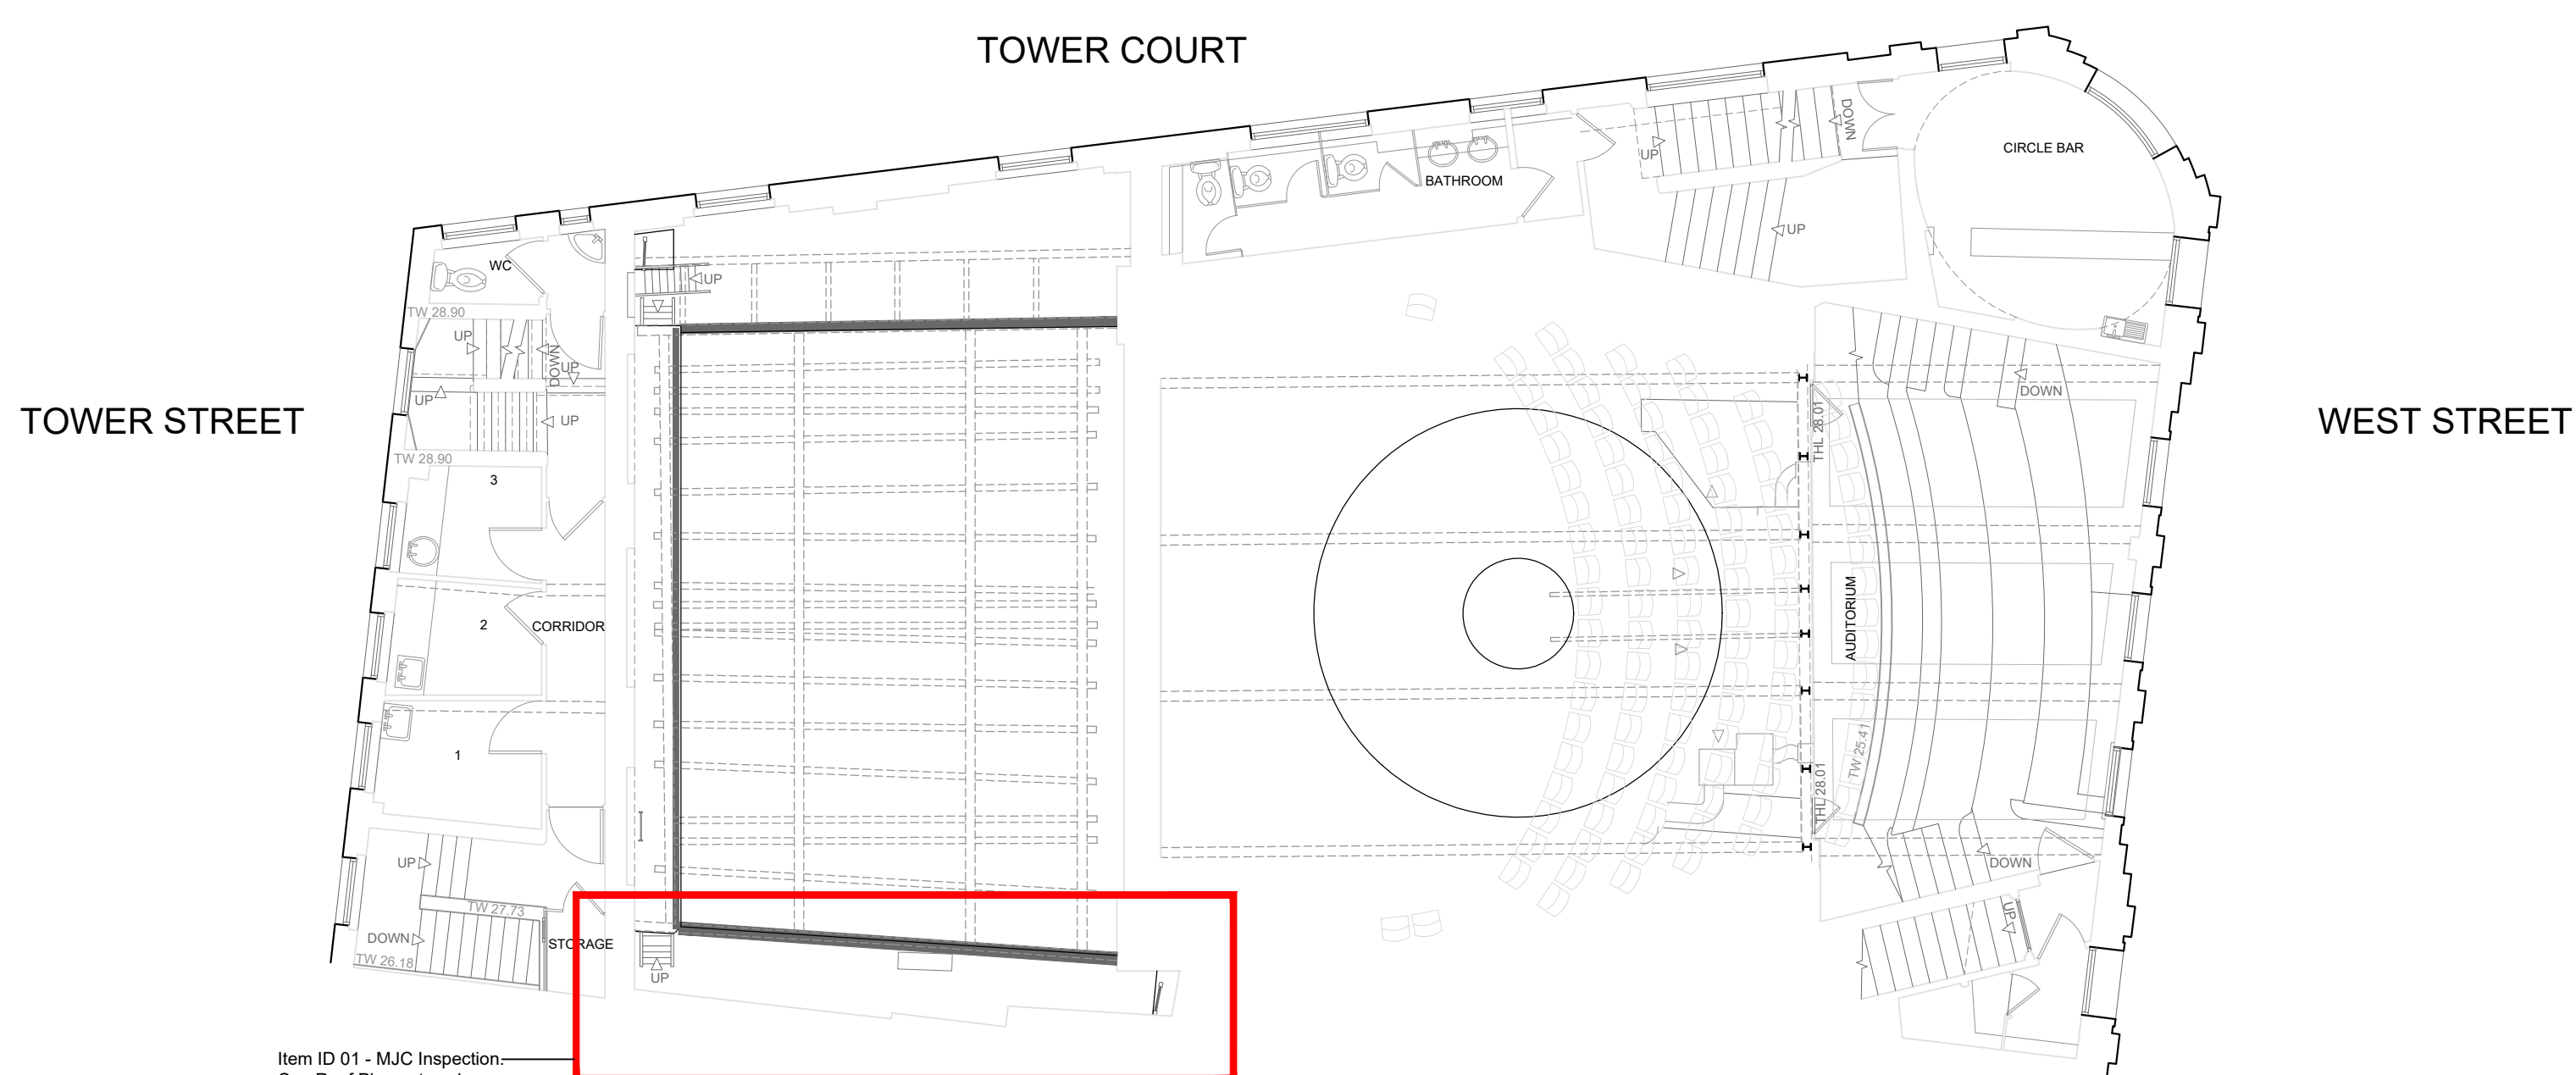 TOWER COURT
DOWN
CIRCLE BAR
UP
BATHROOM
UP
WC
UP
TW 28.90
UP
DOWN
UP
DOWN
UP
UP
TOWER STREET
WEST STREET
THL 28.01
TW 28.90
3
AUDITORIUM
2
CORRIDOR
1
TW 25.41
THL 28.01
UP
DOWN
TW 27.73
UP
DOWN
STORAGE
TW 26.18
UP
Item ID 01 - MJC Inspection.